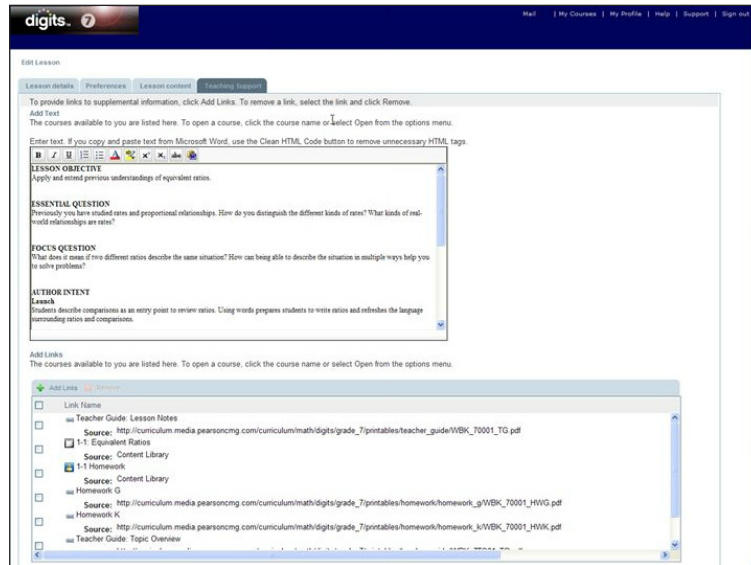 digits. 7
Mail | My Courses | My Profile | Help | Support | Sign out
Edit Lesson
Lesson details Preferences Lesson content Teaching Support
To provide links to supplemental information, click Add Links. To remove a link, select the link and click Remove.
Add Text
The courses available to you are listed here. To open a course, click the course name or select Open from the options menu.
Enter text. If you copy and paste text from Microsoft Word, use the Clean HTML Code button to remove unnecessary HTML tags.
B I U A x² x₂ abc
LESSON OBJECTIVE
Apply and extend previous understandings of equivalent ratios.
ESSENTIAL QUESTION
Previously you have studied rates and proportional relationships. How do you distinguish the different kinds of rates? What kinds of real-
world relationships are rates?
FOCUS QUESTION
What does it mean if two different ratios describe the same situation? How can being able to describe the situation in multiple ways help you
to solve problems?
AUTHOR INTENT
Launch
Students describe comparisons as an entry point to review ratios. Using words prepares students to write ratios and refreshes the language
surrounding ratios and comparisons.
Add Links
The courses available to you are listed here. To open a course, click the course name or select Open from the options menu.
Add Links Remove
Link Name
Teacher Guide: Lesson Notes
Source: http://curriculum.media.pearsoncmg.com/curriculum/math/digits/grade_7/printables/teacher_guide/WBK_70001_TG.pdf
1-1: Equivalent Ratios
Source: Content Library
1-1 Homework
Source: Content Library
Homework G
Source: http://curriculum.media.pearsoncmg.com/curriculum/math/digits/grade_7/printables/homework/homework_g/WBK_70001_HWG.pdf
Homework K
Source: http://curriculum.media.pearsoncmg.com/curriculum/math/digits/grade_7/printables/homework/homework_k/WBK_70001_HWK.pdf
Teacher Guide: Topic Overview